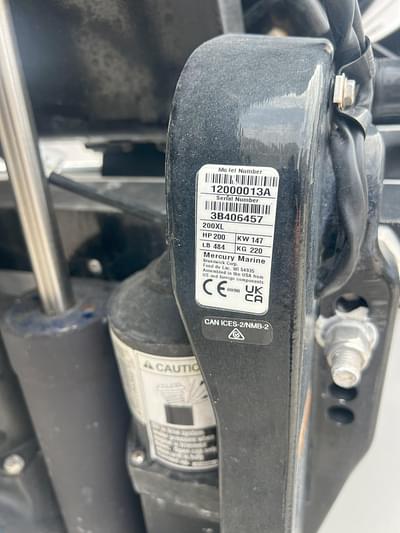 Model Number
12000013A
Serial Number
3B406457
200XL
HP 200 KW 147
LB 484 KG 220
Mercury Marine
Brunswick Corp.
Fond du Lac, WI 54935
Assembled in the USA from
US and foreign components
CE UK CA
CAN ICES-2/NMB-2
CAUTION